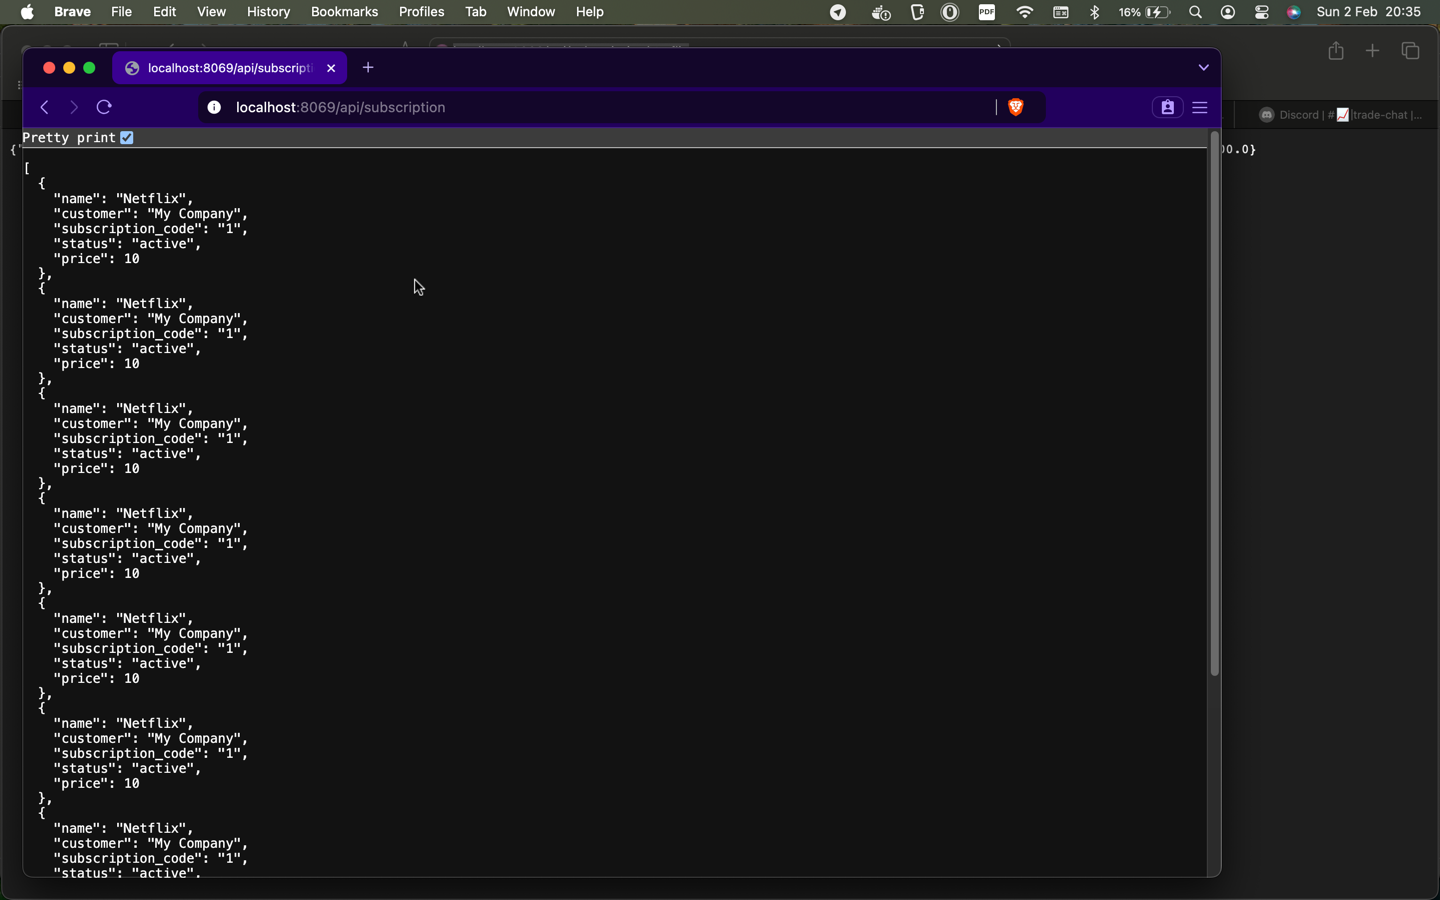 Brave File Edit View History Bookmarks Profiles Tab Window Help PDF 16% Sun 2 Feb 20:35
localhost:8069/api/subscripti
localhost:8069/api/subscription
Discord | #📈|trade-chat |...
Pretty print
{"
00.0}
[
{
"name": "Netflix",
"customer": "My Company",
"subscription_code": "1",
"status": "active",
"price": 10
},
{
"name": "Netflix",
"customer": "My Company",
"subscription_code": "1",
"status": "active",
"price": 10
},
{
"name": "Netflix",
"customer": "My Company",
"subscription_code": "1",
"status": "active",
"price": 10
},
{
"name": "Netflix",
"customer": "My Company",
"subscription_code": "1",
"status": "active",
"price": 10
},
{
"name": "Netflix",
"customer": "My Company",
"subscription_code": "1",
"status": "active",
"price": 10
},
{
"name": "Netflix",
"customer": "My Company",
"subscription_code": "1",
"status": "active",
"price": 10
},
{
"name": "Netflix",
"customer": "My Company",
"subscription_code": "1",
"status": "active",